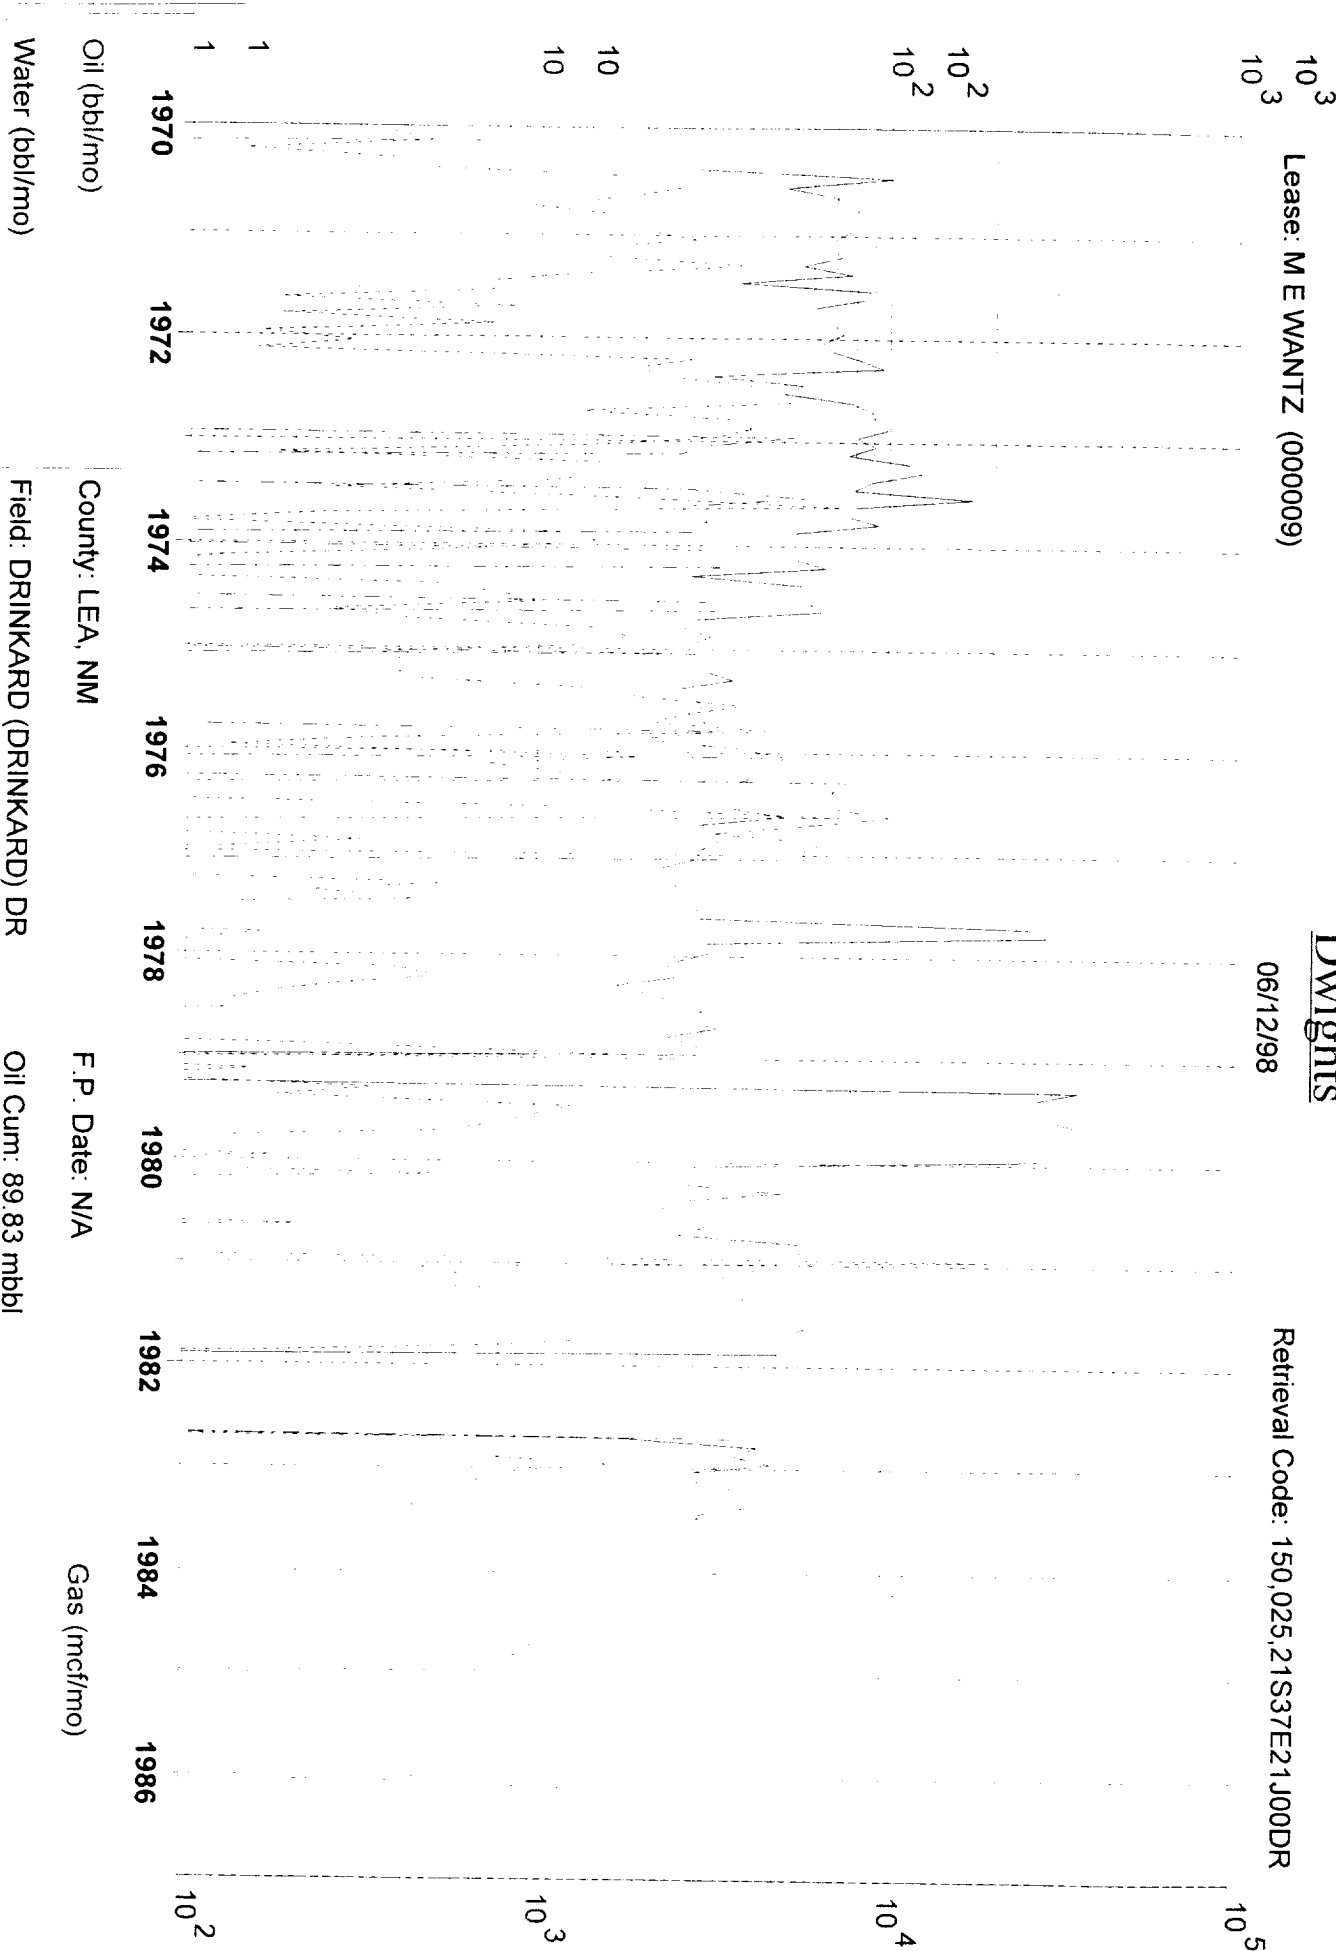 Dwights
Lease: M E WANTZ (000009)
06/12/98
Retrieval Code: 150,025,21S37E21J00DR
10^3
10^3
10^2
10^2
10
10
1
1
10^5
10^4
10^3
10^2
1970
1972
1974
1976
1978
1980
1982
1984
1986
Oil (bbl/mo)
Water (bbl/mo)
County: LEA, NM
Field: DRINKARD (DRINKARD) DR
F.P. Date: N/A
Oil Cum: 89.83 mbbl
Gas (mcf/mo)